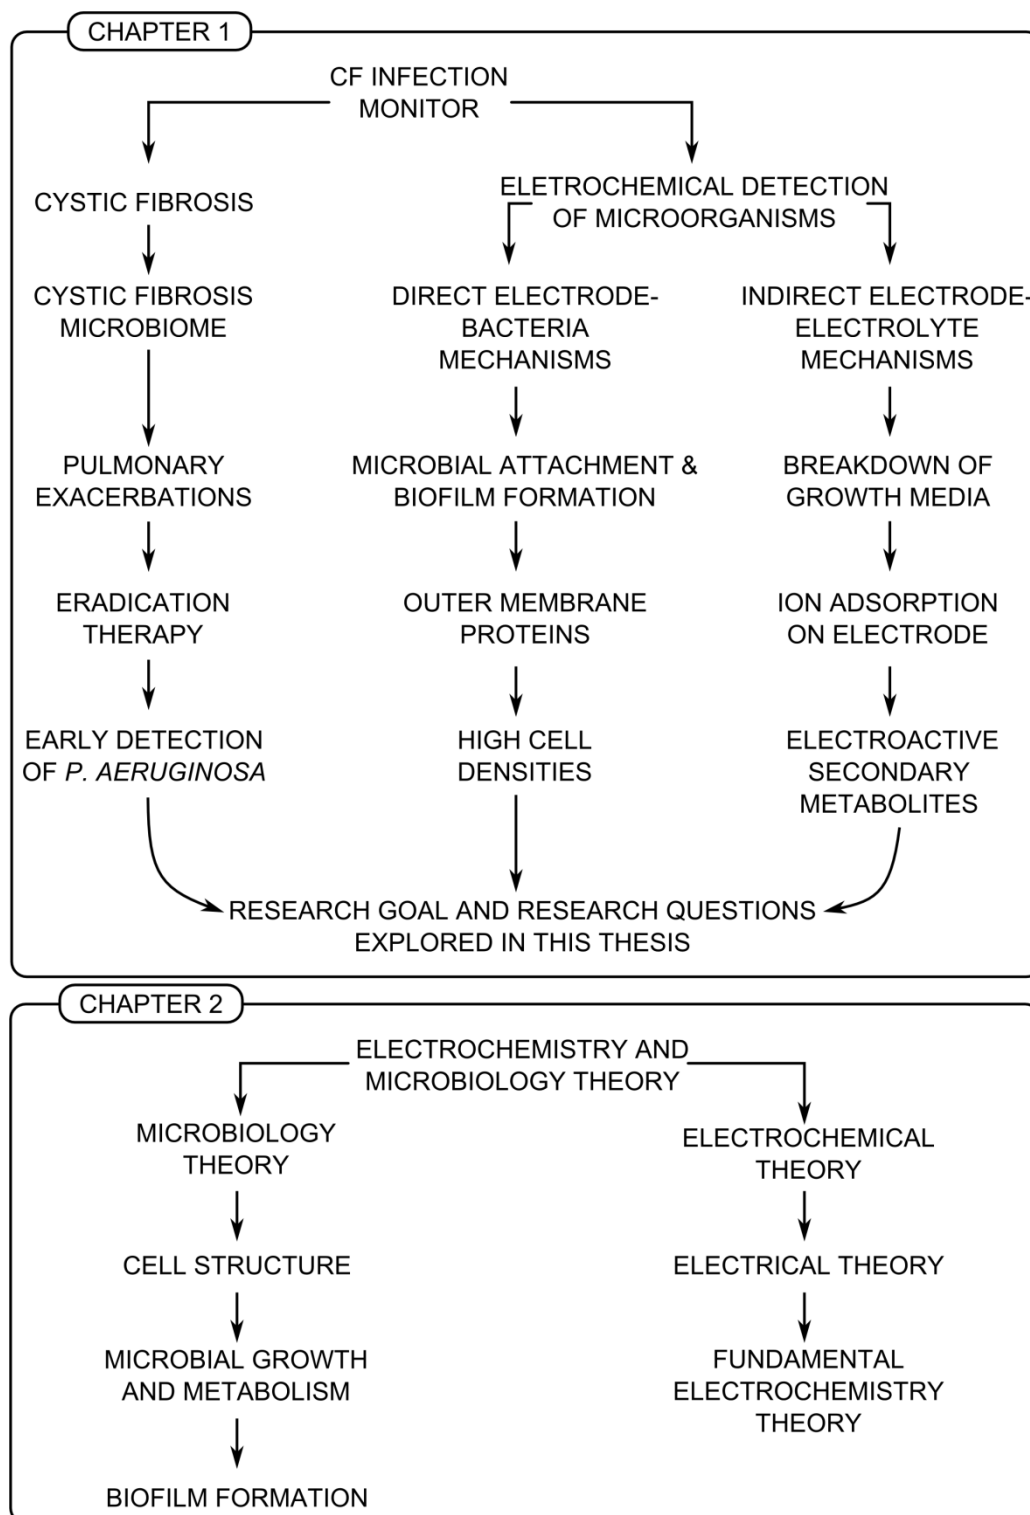 CHAPTER 1
CF INFECTION
MONITOR
CYSTIC FIBROSIS
ELETROCHEMICAL DETECTION
OF MICROORGANISMS
CYSTIC FIBROSIS
MICROBIOME
DIRECT ELECTRODE-
BACTERIA
MECHANISMS
INDIRECT ELECTRODE-
ELECTROLYTE
MECHANISMS
PULMONARY
EXACERBATIONS
MICROBIAL ATTACHMENT &
BIOFILM FORMATION
BREAKDOWN OF
GROWTH MEDIA
ERADICATION
THERAPY
OUTER MEMBRANE
PROTEINS
ION ADSORPTION
ON ELECTRODE
EARLY DETECTION
OF P. AERUGINOSA
HIGH CELL
DENSITIES
ELECTROACTIVE
SECONDARY
METABOLITES
RESEARCH GOAL AND RESEARCH QUESTIONS
EXPLORED IN THIS THESIS
CHAPTER 2
ELECTROCHEMISTRY AND
MICROBIOLOGY THEORY
MICROBIOLOGY
THEORY
ELECTROCHEMICAL
THEORY
CELL STRUCTURE
ELECTRICAL THEORY
MICROBIAL GROWTH
AND METABOLISM
FUNDAMENTAL
ELECTROCHEMISTRY
THEORY
BIOFILM FORMATION